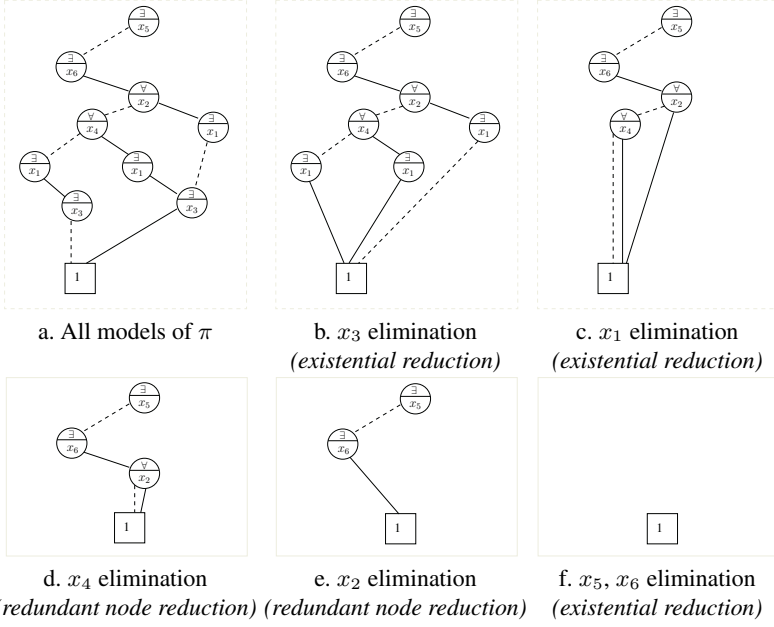 ∃
x₅
∃
x₆
∀
x₂
∀
x₄
∃
x₁
∃
x₁
∃
x₁
∃
x₃
∃
x₃
1
a. All models of π
∃
x₅
∃
x₆
∀
x₂
∀
x₄
∃
x₁
∃
x₁
∃
x₁
1
b. x₃ elimination
(existential reduction)
∃
x₅
∃
x₆
∀
x₂
∀
x₄
1
c. x₁ elimination
(existential reduction)
∃
x₅
∃
x₆
∀
x₂
1
d. x₄ elimination
redundant node reduction)
∃
x₅
∃
x₆
1
e. x₂ elimination
(redundant node reduction)
1
f. x₅, x₆ elimination
(existential reduction)